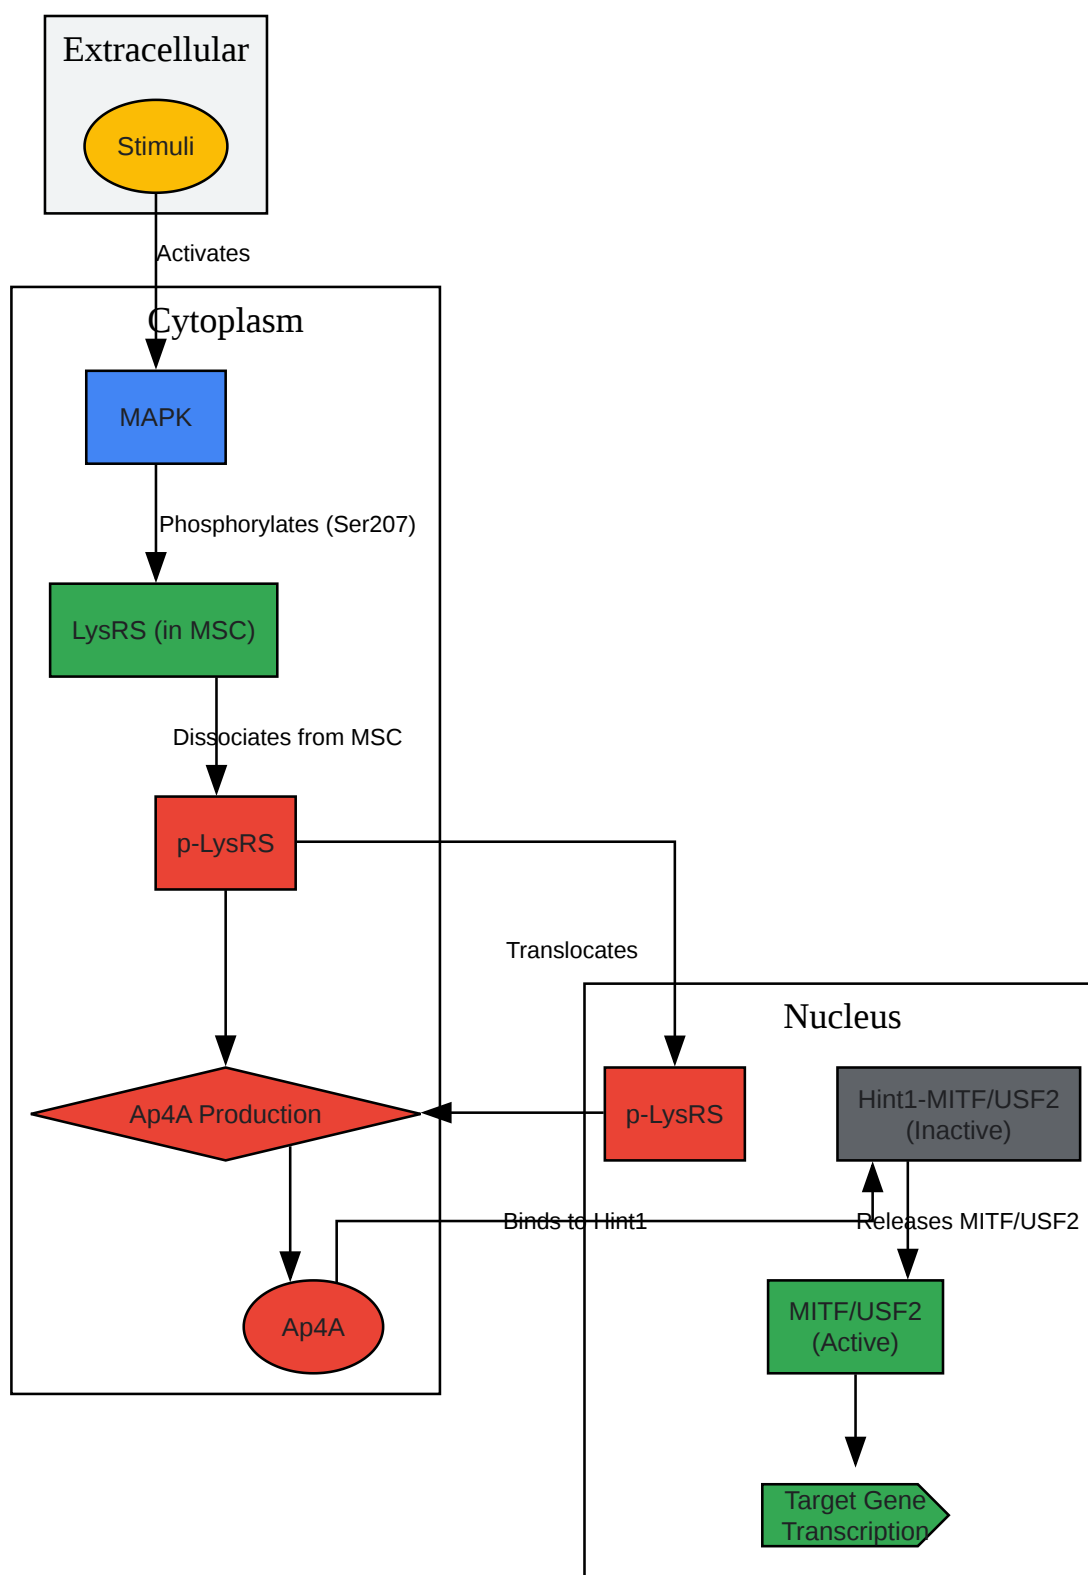 Extracellular
Stimuli
Activates
Cytoplasm
MAPK
Phosphorylates (Ser207)
LysRS (in MSC)
Dissociates from MSC
p-LysRS
Translocates
Nucleus
Ap4A Production
p-LysRS
Hint1-MITF/USF2
(Inactive)
Binds to Hint1
Releases MITF/USF2
Ap4A
MITF/USF2
(Active)
Target Gene
Transcription